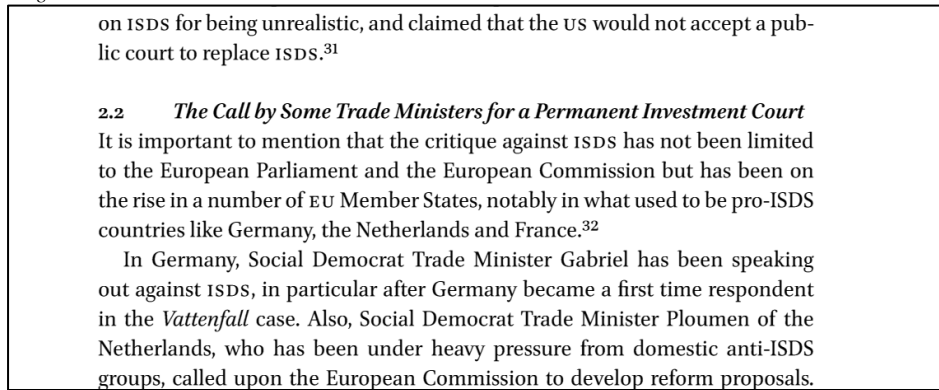 on ISDS for being unrealistic, and claimed that the US would not accept a pub-
lic court to replace ISDS.31
2.2 The Call by Some Trade Ministers for a Permanent Investment Court
It is important to mention that the critique against ISDS has not been limited
to the European Parliament and the European Commission but has been on
the rise in a number of EU Member States, notably in what used to be pro-ISDS
countries like Germany, the Netherlands and France.32
In Germany, Social Democrat Trade Minister Gabriel has been speaking
out against ISDS, in particular after Germany became a first time respondent
in the Vattenfall case. Also, Social Democrat Trade Minister Ploumen of the
Netherlands, who has been under heavy pressure from domestic anti-ISDS
groups, called upon the European Commission to develop reform proposals.